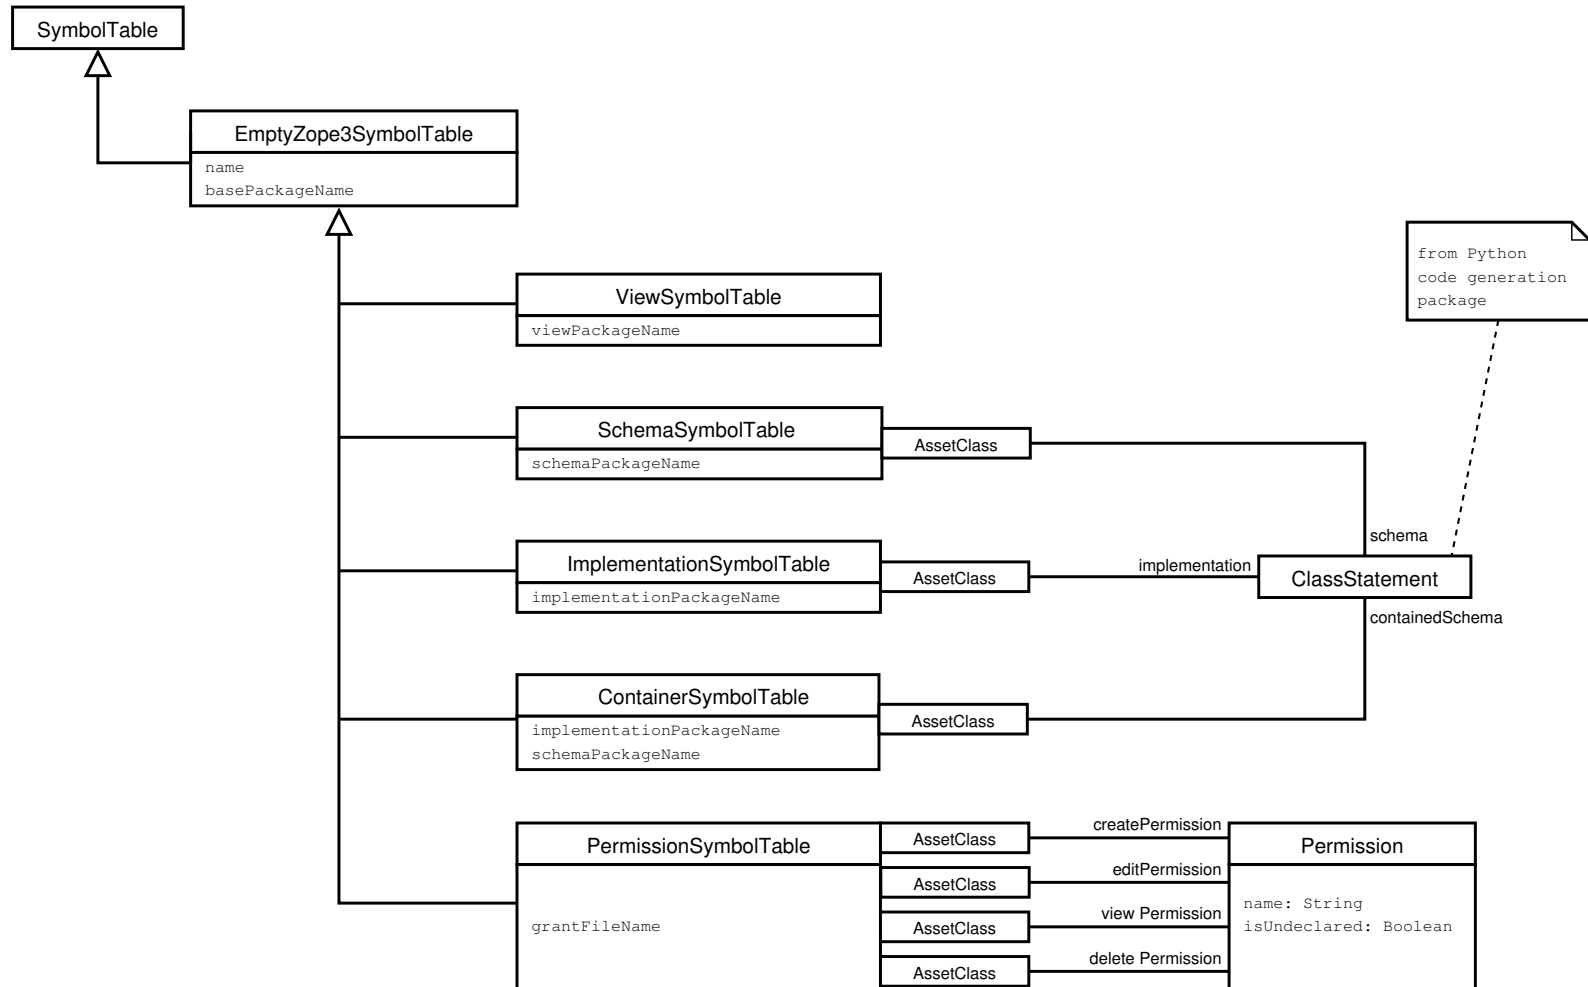 SymbolTable
EmptyZope3SymbolTable
name
basePackageName
from Python
code generation
package
ViewSymbolTable
viewPackageName
SchemaSymbolTable
AssetClass
schemaPackageName
schema
ImplementationSymbolTable
AssetClass
implementation
ClassStatement
implementationPackageName
containedSchema
ContainerSymbolTable
AssetClass
implementationPackageName
schemaPackageName
PermissionSymbolTable
AssetClass
createPermission
Permission
AssetClass
editPermission
name: String
grantFileName
AssetClass
view Permission
isUndeclared: Boolean
AssetClass
delete Permission